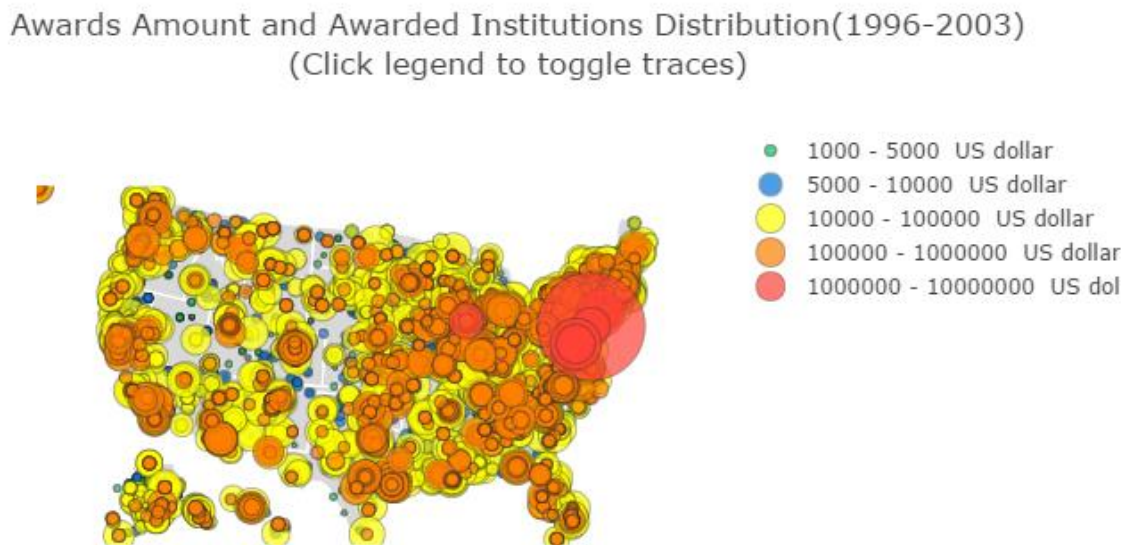 Awards Amount and Awarded Institutions Distribution(1996-2003)
(Click legend to toggle traces)
1000 - 5000 US dollar
5000 - 10000 US dollar
10000 - 100000 US dollar
100000 - 1000000 US dollar
1000000 - 10000000 US dol